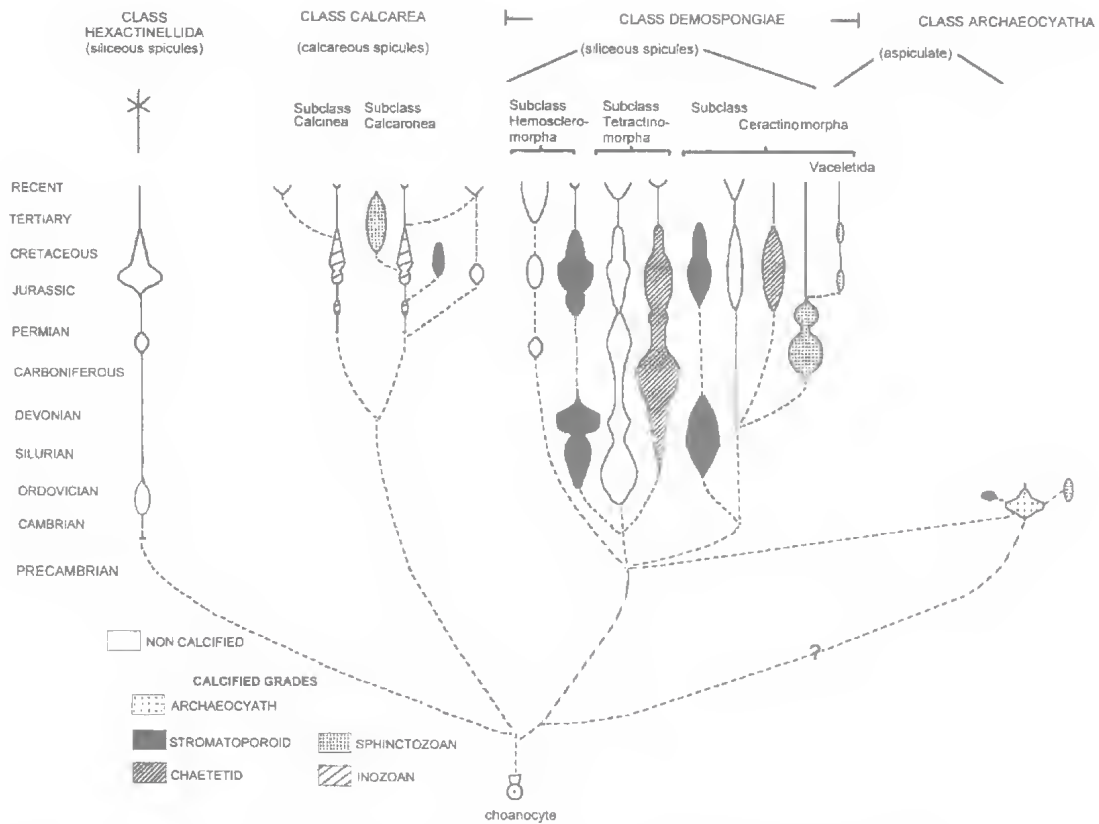 CLASS
HEXACTINELLIDA
(siliceous spicules)
CLASS CALCAREA
(calcareous spicules)
CLASS DEMOSPONGIAE
(siliceous spicules)
CLASS ARCHAEOCYATHA
(aspiculate)
Subclass
Calcinea
Subclass
Calcaronea
Subclass
Hemosclero-
morpha
Subclass
Tetractino-
morpha
Subclass
Ceractinomorpha
Vaceletida
RECENT
TERTIARY
CRETACEOUS
JURASSIC
PERMIAN
CARBONIFEROUS
DEVONIAN
SILURIAN
ORDOVICIAN
CAMBRIAN
PRECAMBRIAN
?
NON CALCIFIED
CALCIFIED GRADES
ARCHAEOCYATH
STROMATOPOROID
SPHINCTOZOAN
CHAETETID
INOZOAN
choanocyte